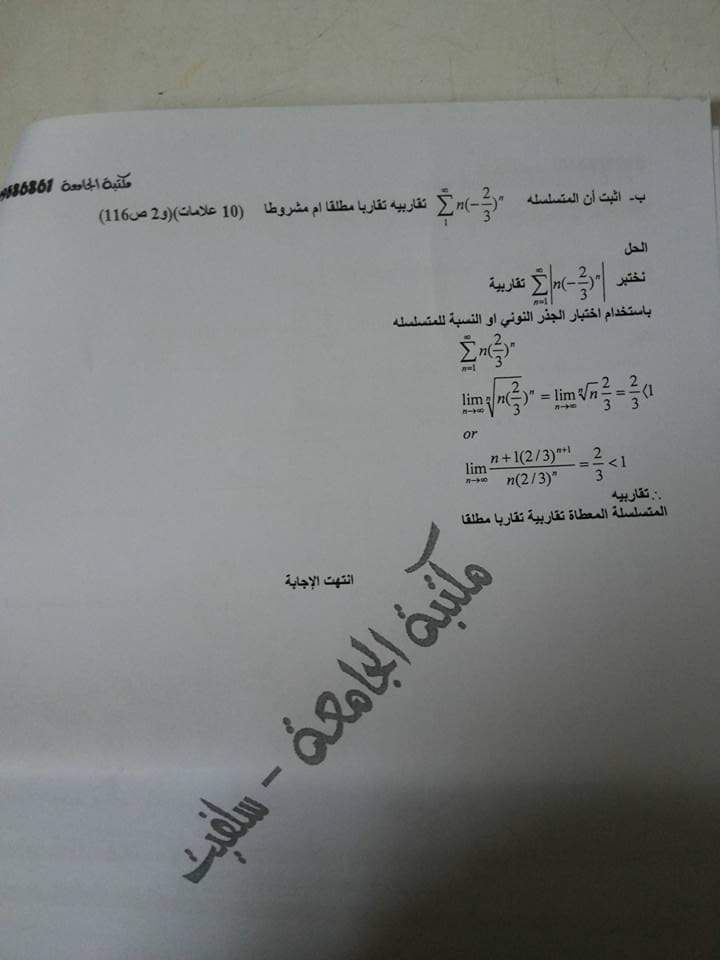 مكتبة الجامعة 9686861
ب- اثبت أن المتسلسله $\sum_{1}^{\infty} n(-\frac{2}{3})^n$ تقاربيه تقاربا مطلقا ام مشروطا (10 علامات)(و2 ص116)
الحل
نختبر $\sum_{n=1}^{\infty} \left| n(-\frac{2}{3})^n \right|$ تقاربية
باستخدام اختبار الجذر النوني او النسبة للمتسلسله
$\sum_{n=1}^{\infty} n(\frac{2}{3})^n$
$\lim_{n\to\infty} \sqrt[n]{n(\frac{2}{3})^n} = \lim_{n\to\infty} \sqrt[n]{n} \frac{2}{3} = \frac{2}{3} \langle 1$
or
$\lim_{n\to\infty} \frac{n+1(2/3)^{n+1}}{n(2/3)^n} = \frac{2}{3} < 1$
∴ تقاربيه
المتسلسلة المعطاة تقاربية تقاربا مطلقا
انتهت الإجابة
مكتبة الجامعة - سلفيت